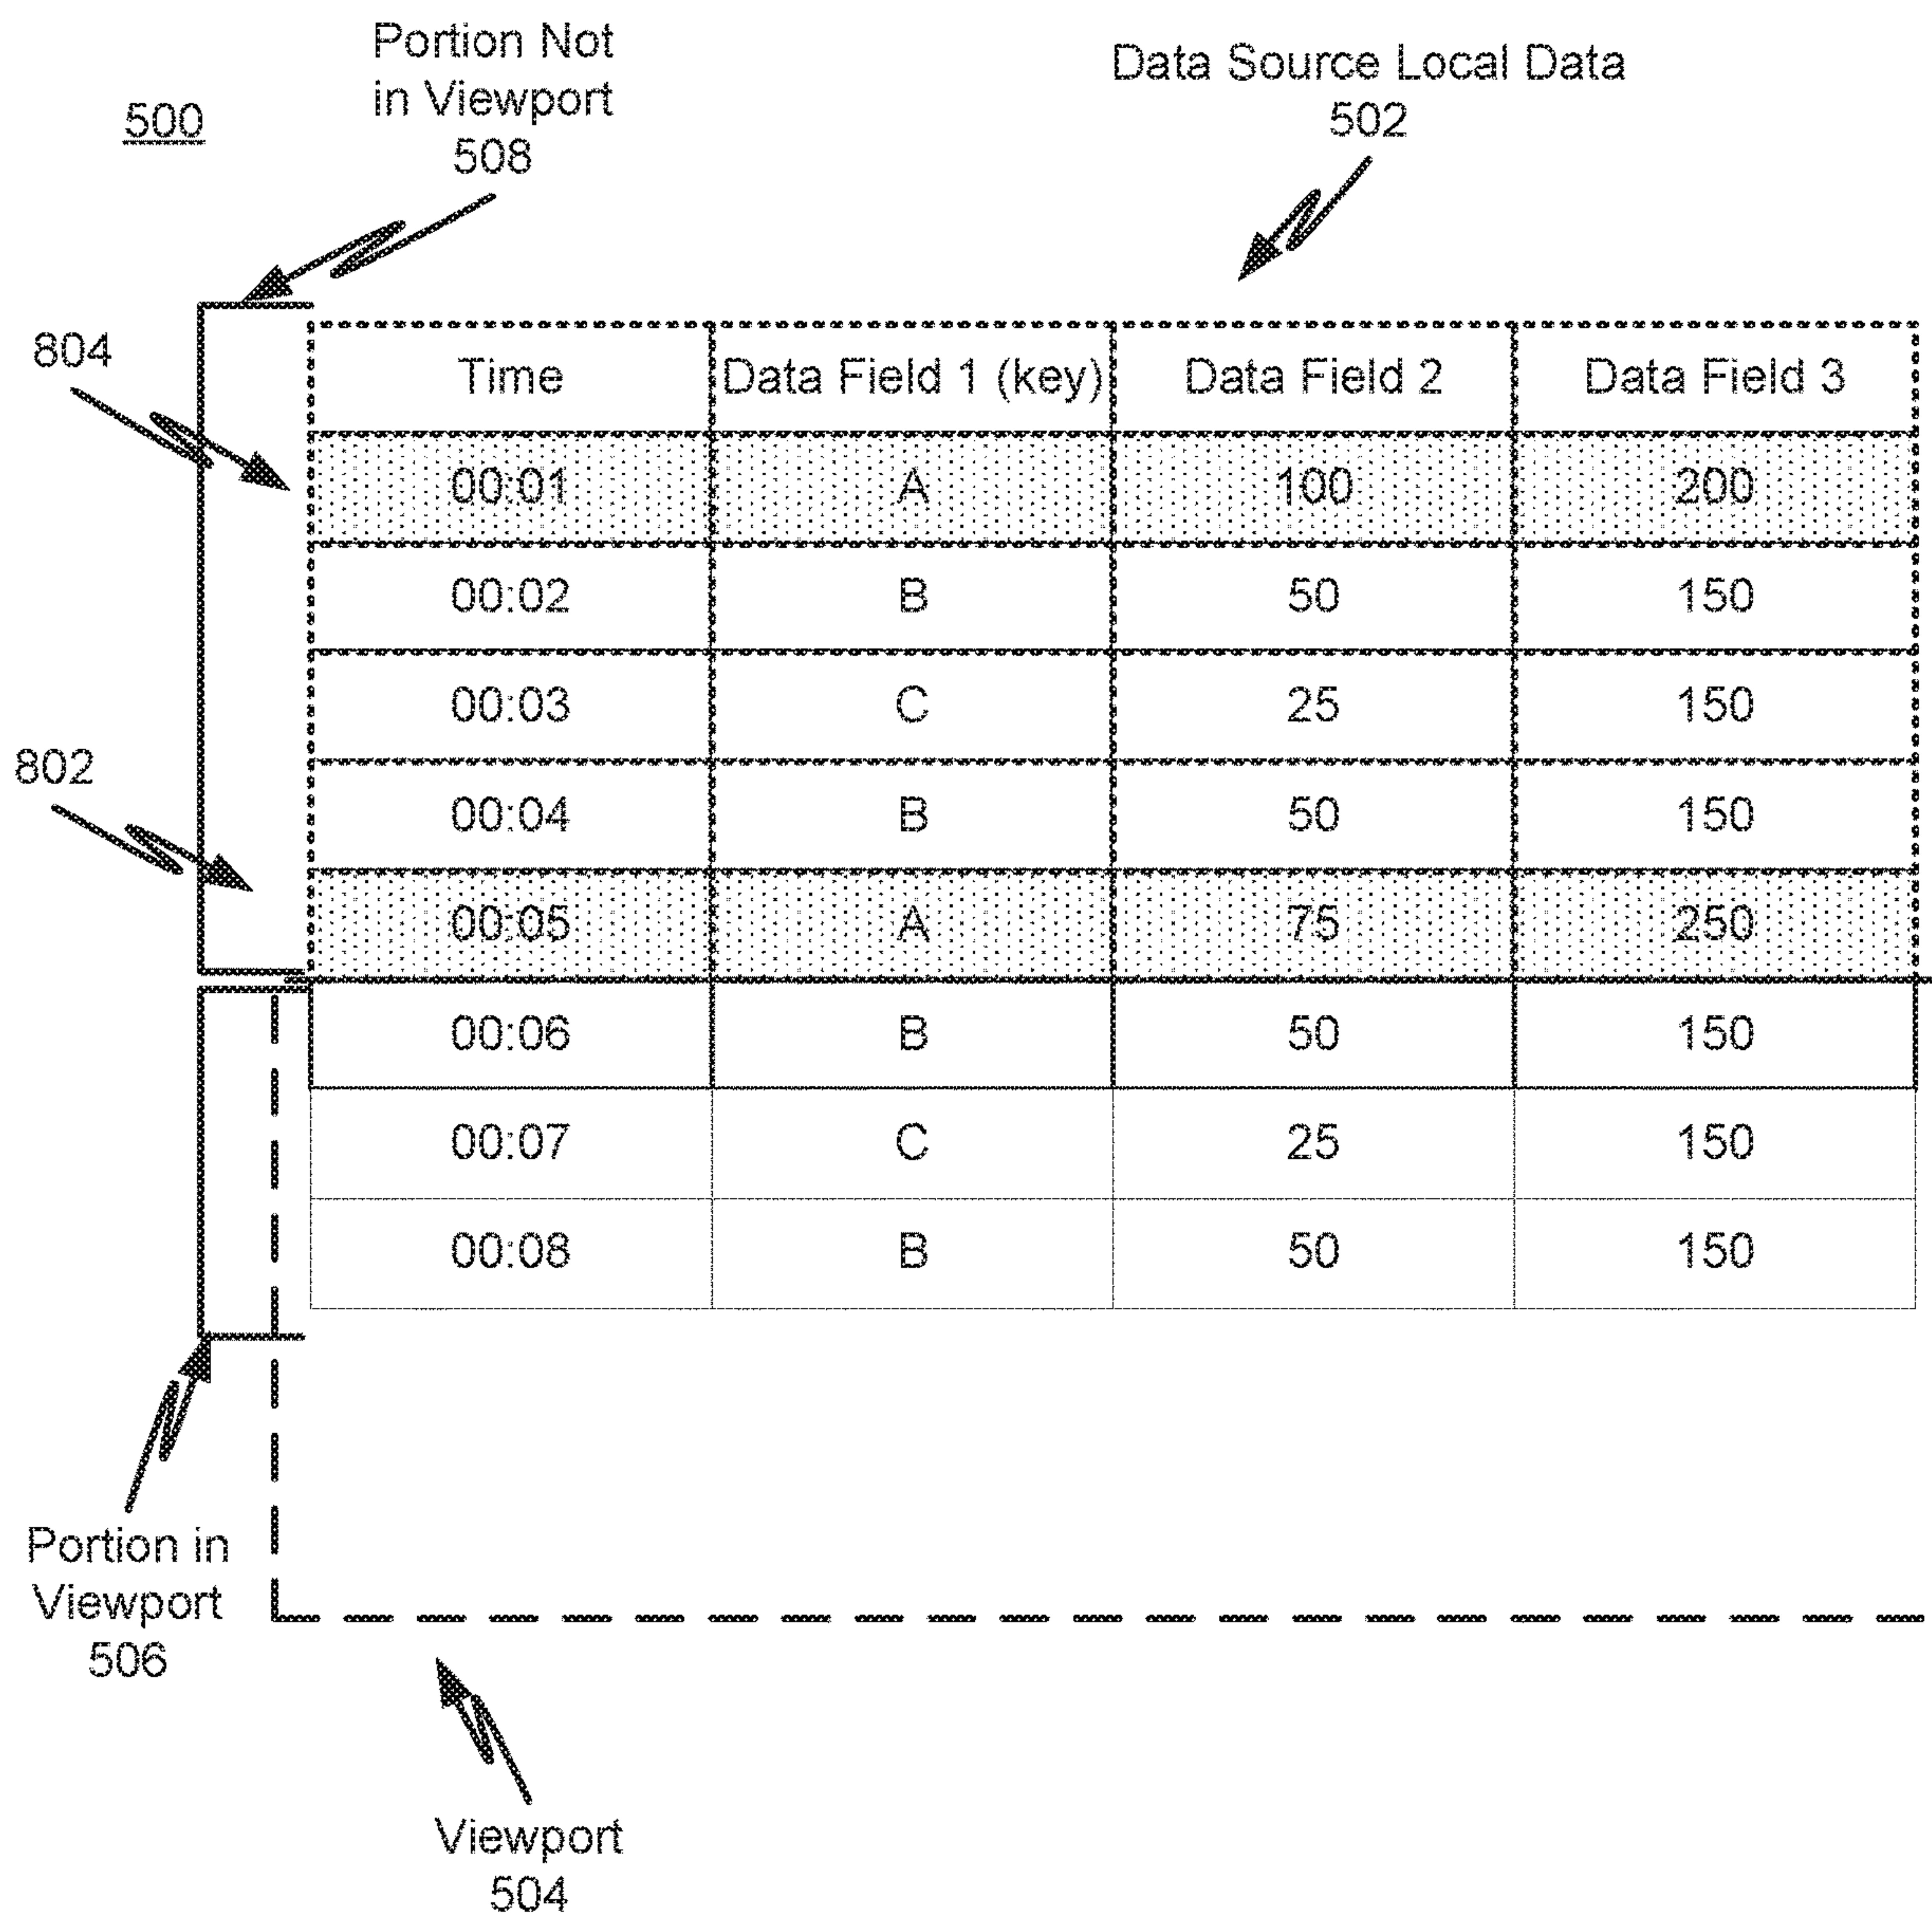 Portion Not
in Viewport
508
500
Data Source Local Data
502
804
Time Data Field 1 (key) Data Field 2 Data Field 3
00:01 A 100 200
00:02 B 50 150
00:03 C 25 150
802
00:04 B 50 150
00:05 A 75 250
00:06 B 50 150
00:07 C 25 150
00:08 B 50 150
Portion in
Viewport
506
Viewport
504